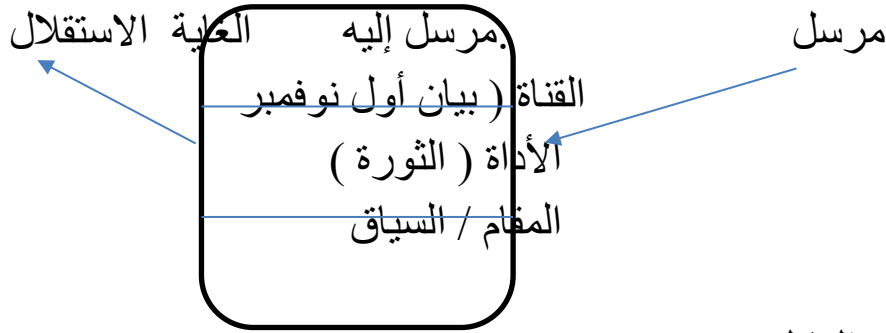 مرسل .مرسل إليه الغاية الاستقلال
القناة ( بيان أول نوفمبر
الأداة ( الثورة )
المقام / السياق